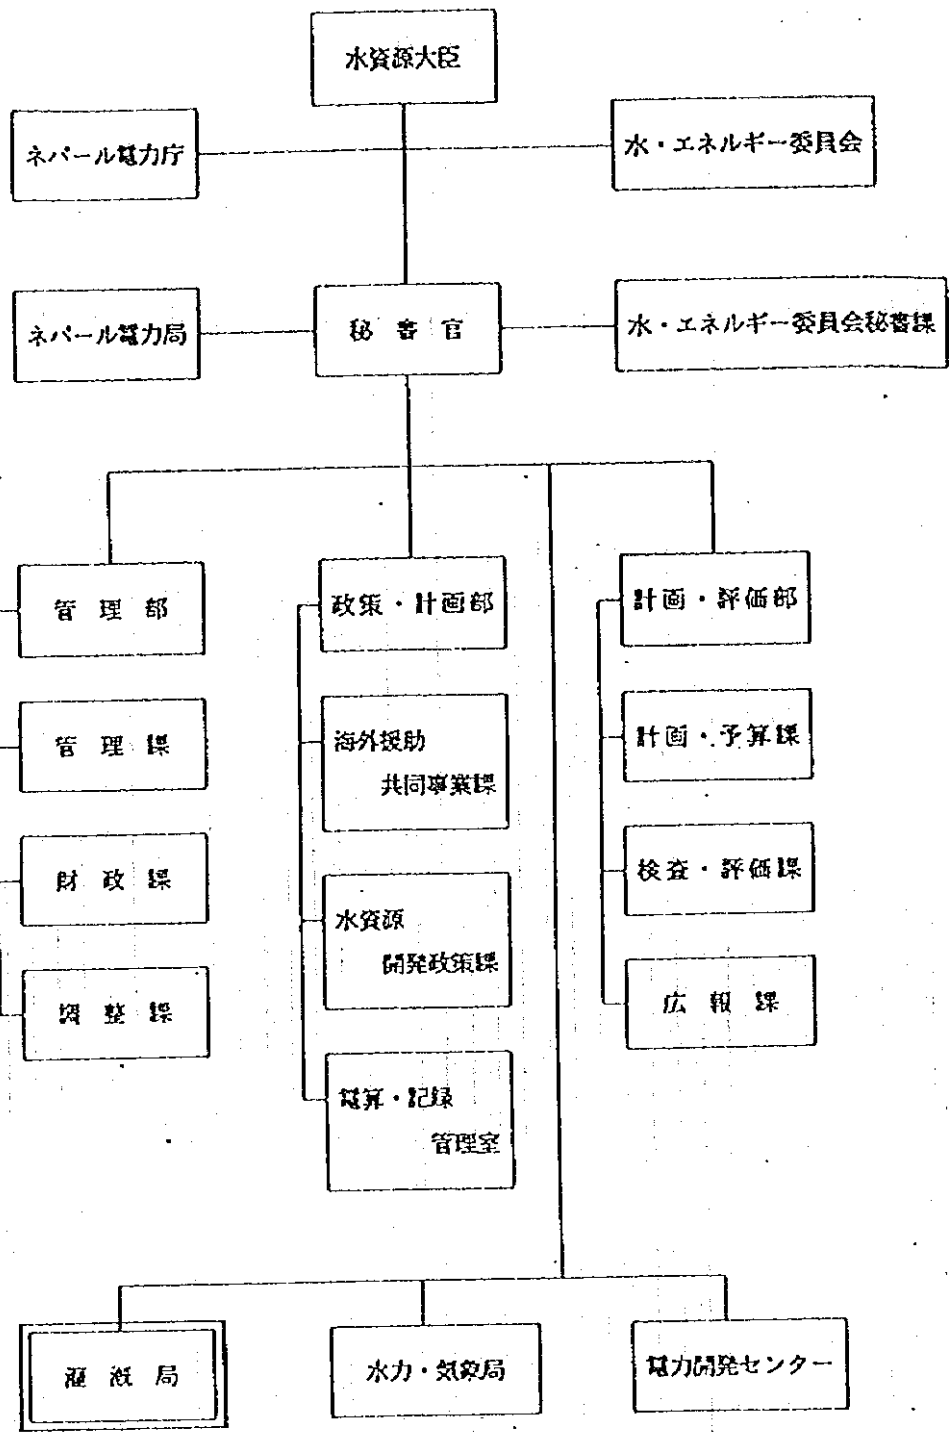 水資源大臣
ネパール電力庁
水・エネルギー委員会
ネパール電力局
秘書官
水・エネルギー委員会秘書課
管理部
政策・計画部
計画・評価部
管理課
海外援助
共同事業課
計画・予算課
財政課
水資源
開発政策課
検査・評価課
調整課
電算・記録
管理室
広報課
灌漑局
水力・気象局
電力開発センター